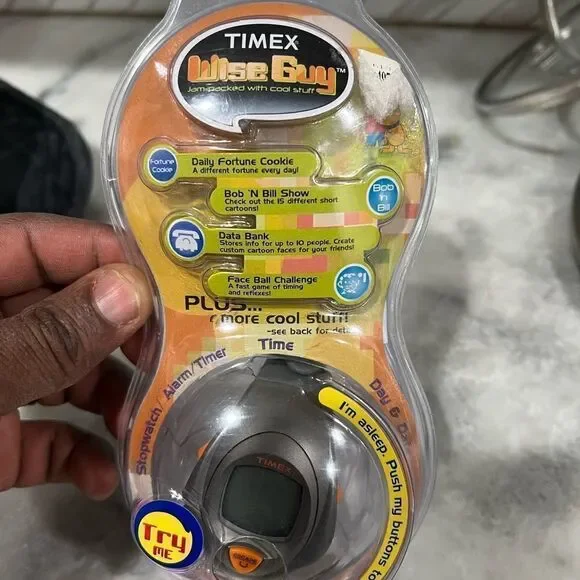 TIMEX
Wise Guy™
Jam-packed with cool stuff
Fortune
Cookie
Daily Fortune Cookie
A different fortune every day!
Bob 'N Bill Show
Check out the 15 different short
cartoons!
Bob
'n
Bill
Data Bank
Stores info for up to 10 people. Create
custom cartoon faces for your friends!
Face Ball Challenge
A fast game of timing
and reflexes!
PLUS...
more cool stuff!
-see back for
Time
Stopwatch / Alarm/Timer
Day &
I'm asleep. Push my buttons to
TIMEX
Try
ME